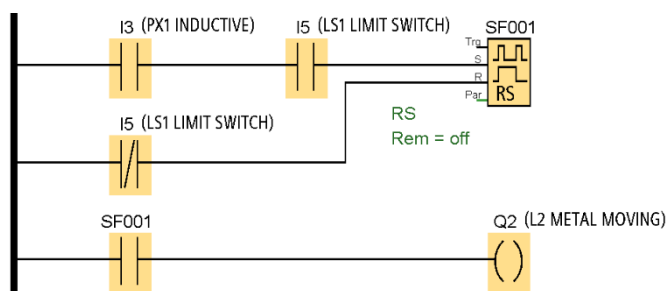 I3 (PX1 INDUCTIVE)
I5 (LS1 LIMIT SWITCH)
SF001
Trg
S
R
Par
RS
RS
Rem = off
I5 (LS1 LIMIT SWITCH)
SF001
Q2 (L2 METAL MOVING)